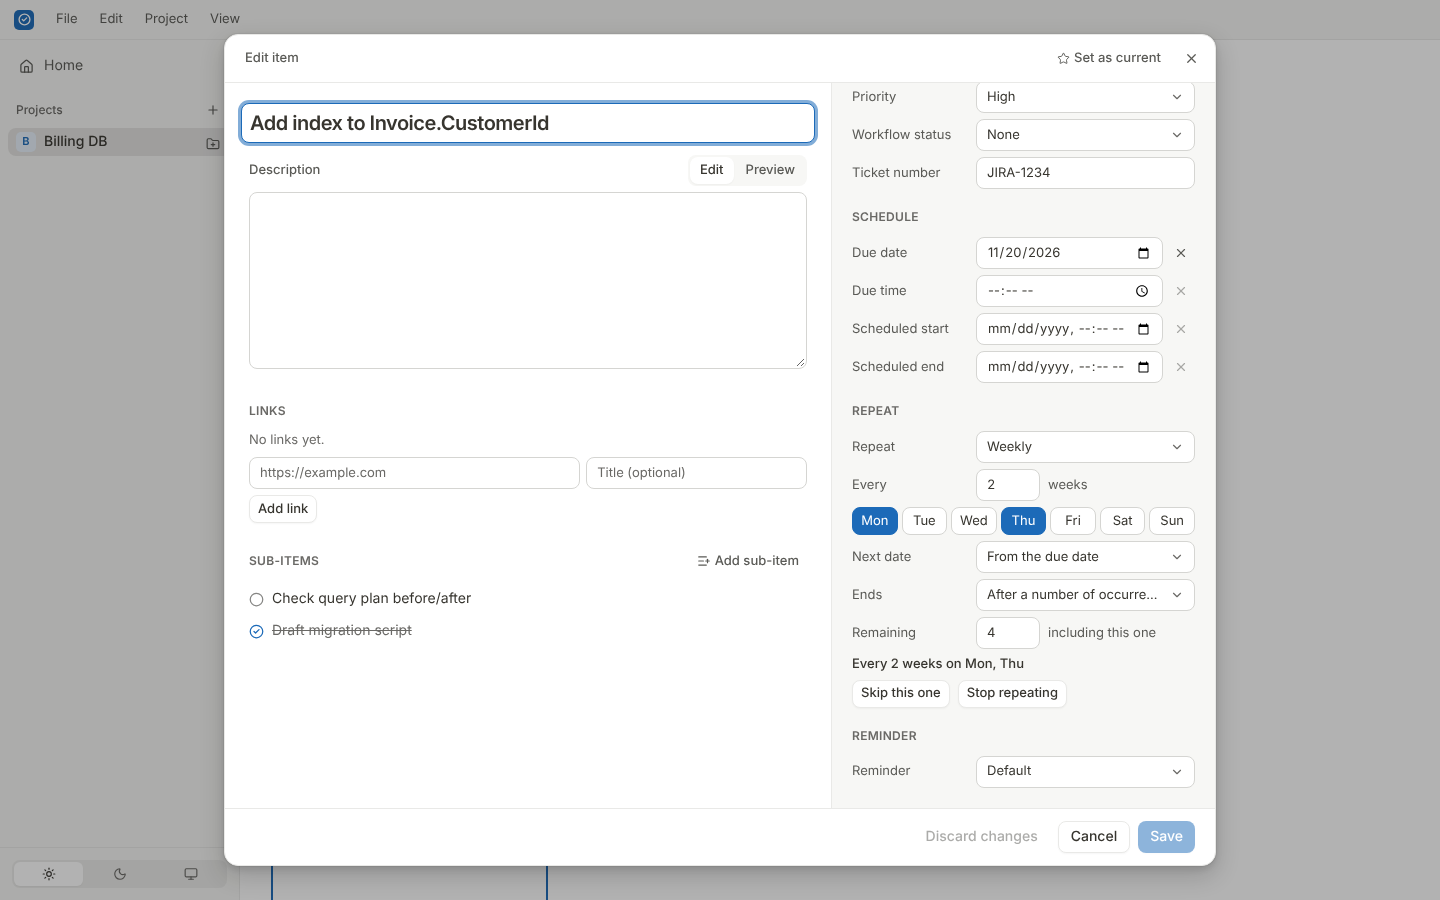 File Edit Project View
Home
Projects
B Billing DB
Edit item
Set as current
Add index to Invoice.CustomerId
Description
Edit Preview
LINKS
No links yet.
https://example.com Title (optional)
Add link
SUB-ITEMS
Add sub-item
Check query plan before/after
Draft migration script
Priority High
Workflow status None
Ticket number JIRA-1234
SCHEDULE
Due date 11/20/2026
Due time --:-- --
Scheduled start mm/dd/yyyy, --:-- --
Scheduled end mm/dd/yyyy, --:-- --
REPEAT
Repeat Weekly
Every 2 weeks
Mon Tue Wed Thu Fri Sat Sun
Next date From the due date
Ends After a number of occurre...
Remaining 4 including this one
Every 2 weeks on Mon, Thu
Skip this one Stop repeating
REMINDER
Reminder Default
Discard changes Cancel Save